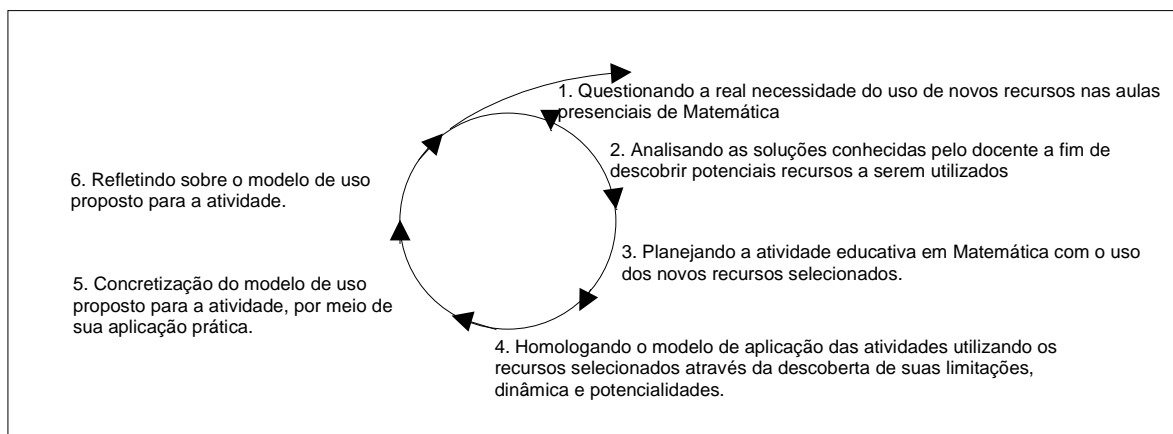 1. Questionando a real necessidade do uso de novos recursos nas aulas
presenciais de Matemática
2. Analisando as soluções conhecidas pelo docente a fim de
descobrir potenciais recursos a serem utilizados
3. Planejando a atividade educativa em Matemática com o uso
dos novos recursos selecionados.
4. Homologando o modelo de aplicação das atividades utilizando os
recursos selecionados através da descoberta de suas limitações,
dinâmica e potencialidades.
5. Concretização do modelo de uso
proposto para a atividade, por meio de
sua aplicação prática.
6. Refletindo sobre o modelo de uso
proposto para a atividade.